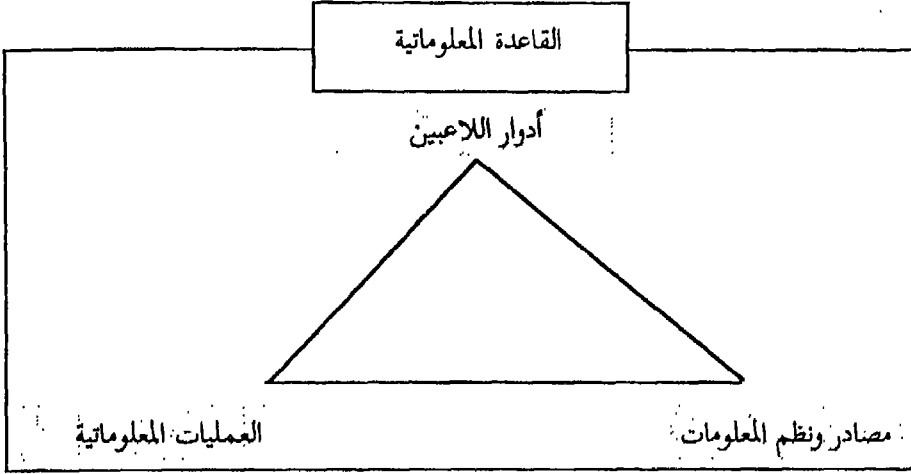 القاعدة المعلوماتية
أدوار اللاعبين
مصادر ونظم المعلومات
العمليات المعلوماتية